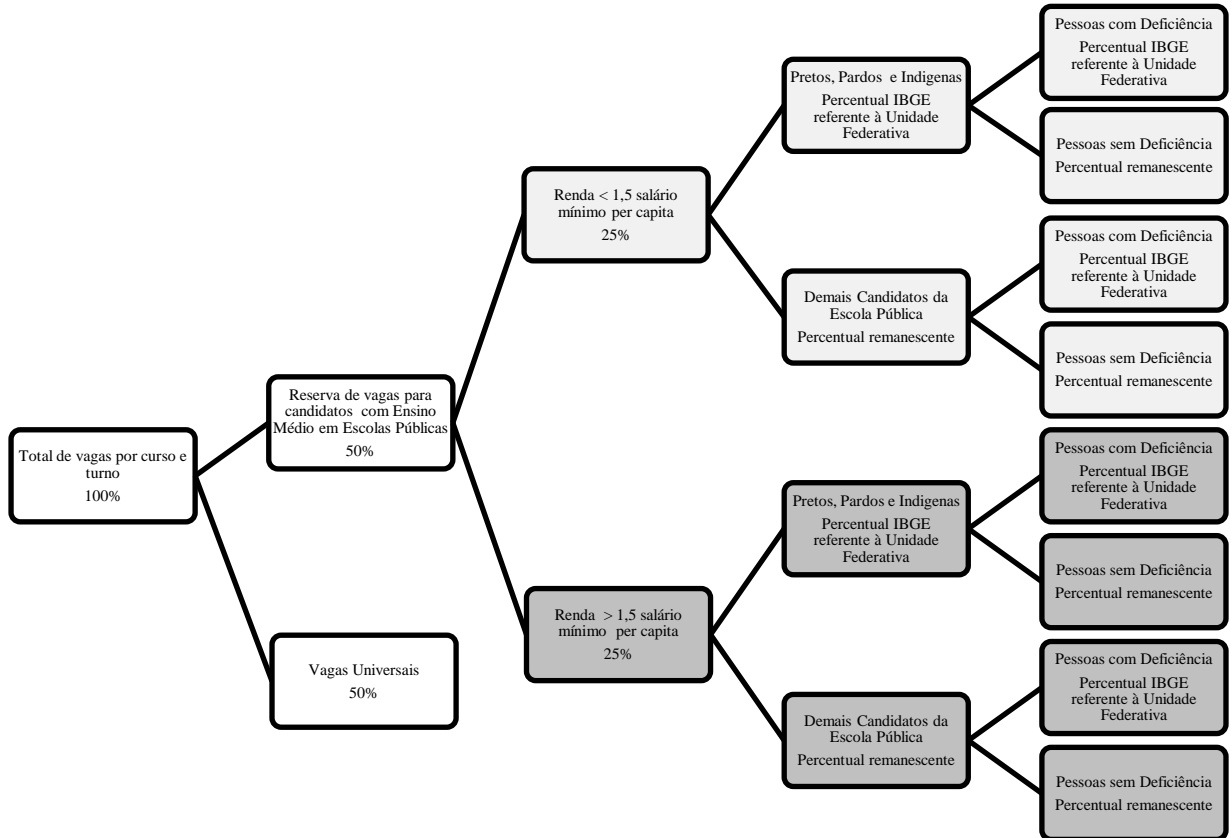 Total de vagas por curso e
turno
100%
Reserva de vagas para
candidatos com Ensino
Médio em Escolas Públicas
50%
Vagas Universais
50%
Renda < 1,5 salário
mínimo per capita
25%
Renda > 1,5 salário
mínimo per capita
25%
Pretos, Pardos e Indigenas
Percentual IBGE
referente à Unidade
Federativa
Demais Candidatos da
Escola Pública
Percentual remanescente
Pretos, Pardos e Indigenas
Percentual IBGE
referente à Unidade
Federativa
Demais Candidatos da
Escola Pública
Percentual remanescente
Pessoas com Deficiência
Percentual IBGE
referente à Unidade
Federativa
Pessoas sem Deficiência
Percentual remanescente
Pessoas com Deficiência
Percentual IBGE
referente à Unidade
Federativa
Pessoas sem Deficiência
Percentual remanescente
Pessoas com Deficiência
Percentual IBGE
referente à Unidade
Federativa
Pessoas sem Deficiência
Percentual remanescente
Pessoas com Deficiência
Percentual IBGE
referente à Unidade
Federativa
Pessoas sem Deficiência
Percentual remanescente